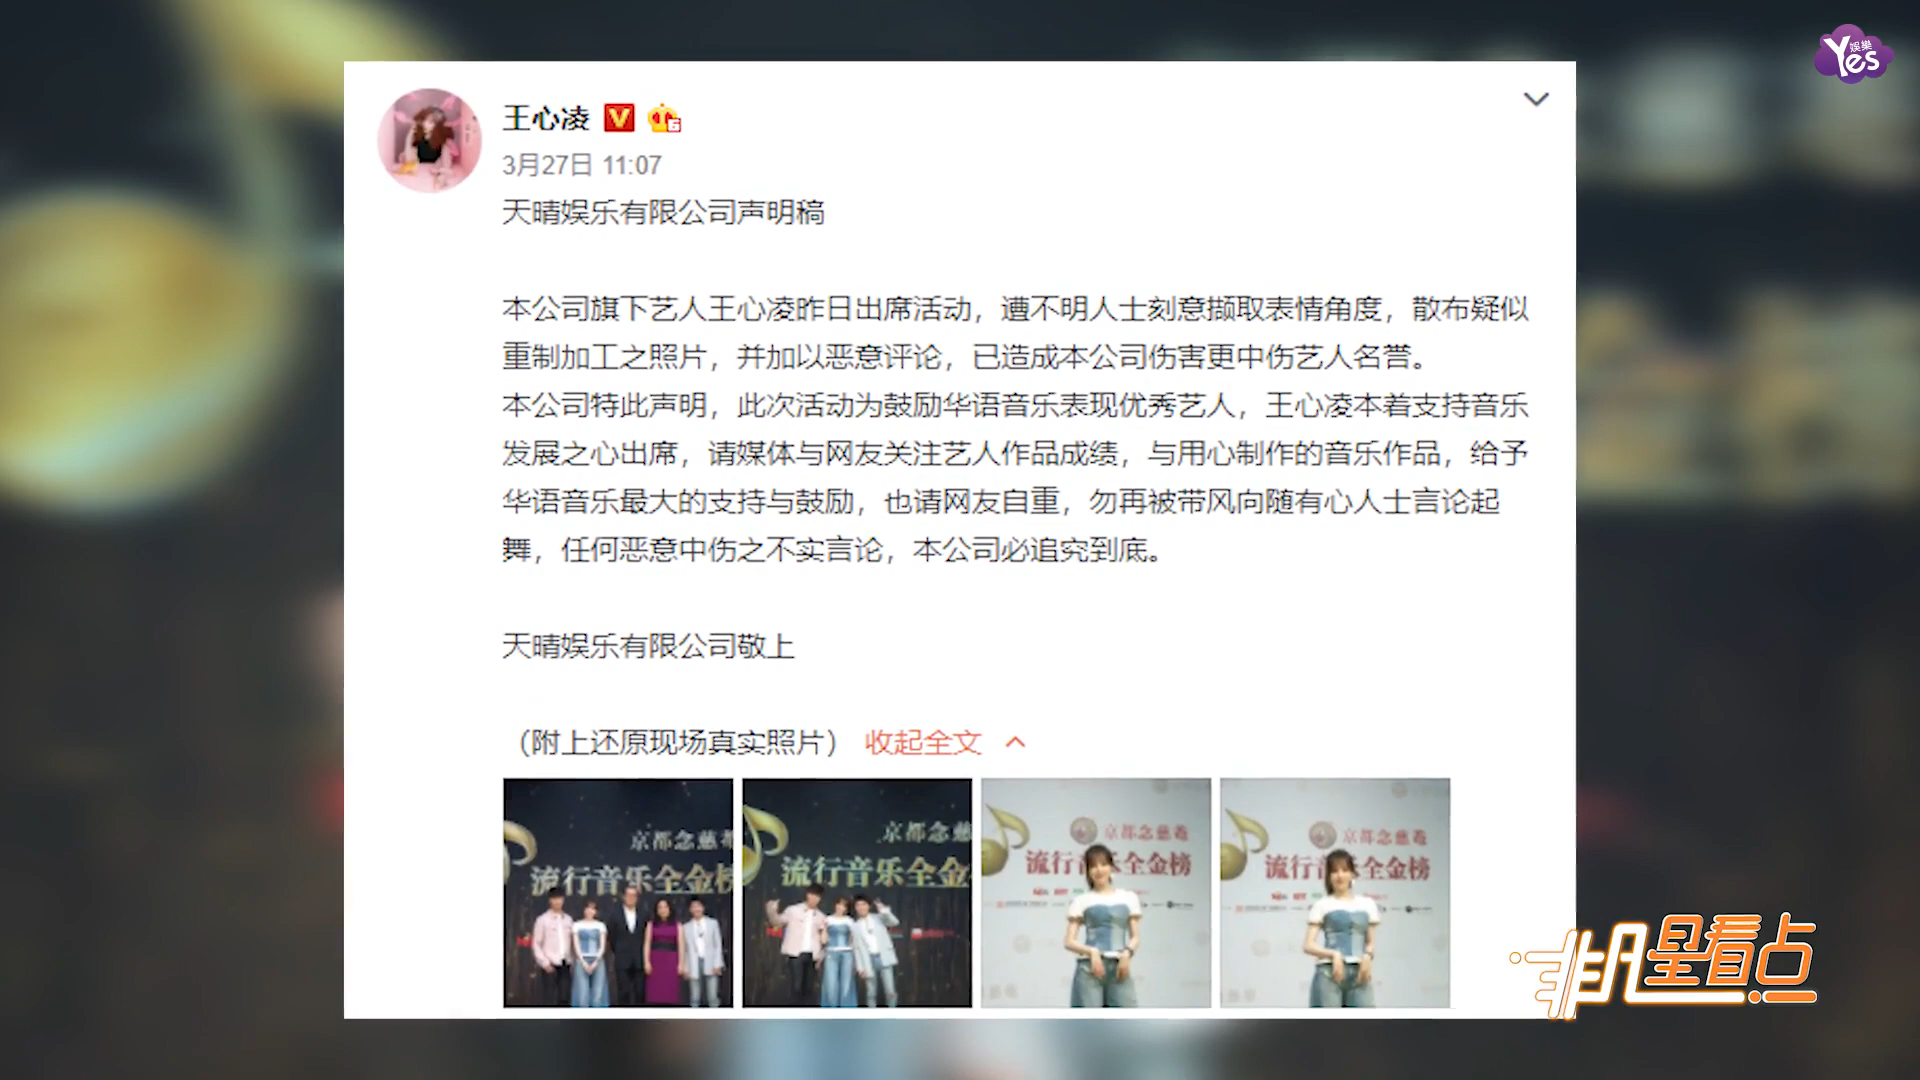 Yes 娱樂
王心凌
3月27日 11:07
天晴娱乐有限公司声明稿
本公司旗下艺人王心凌昨日出席活动，遭不明人士刻意撷取表情角度，散布疑似
重制加工之照片，并加以恶意评论，已造成本公司伤害更中伤艺人名誉。
本公司特此声明，此次活动为鼓励华语音乐表现优秀艺人，王心凌本着支持音乐
发展之心出席，请媒体与网友关注艺人作品成绩，与用心制作的音乐作品，给予
华语音乐最大的支持与鼓励，也请网友自重，勿再被带风向随有心人士言论起
舞，任何恶意中伤之不实言论，本公司必追究到底。
天晴娱乐有限公司敬上
（附上还原现场真实照片） 收起全文
京都念慈菴
流行音乐全金榜
京都念慈
流行音乐全金
京都念慈菴
流行音乐全金榜
京都念慈菴
流行音乐全金榜
非凡星看点